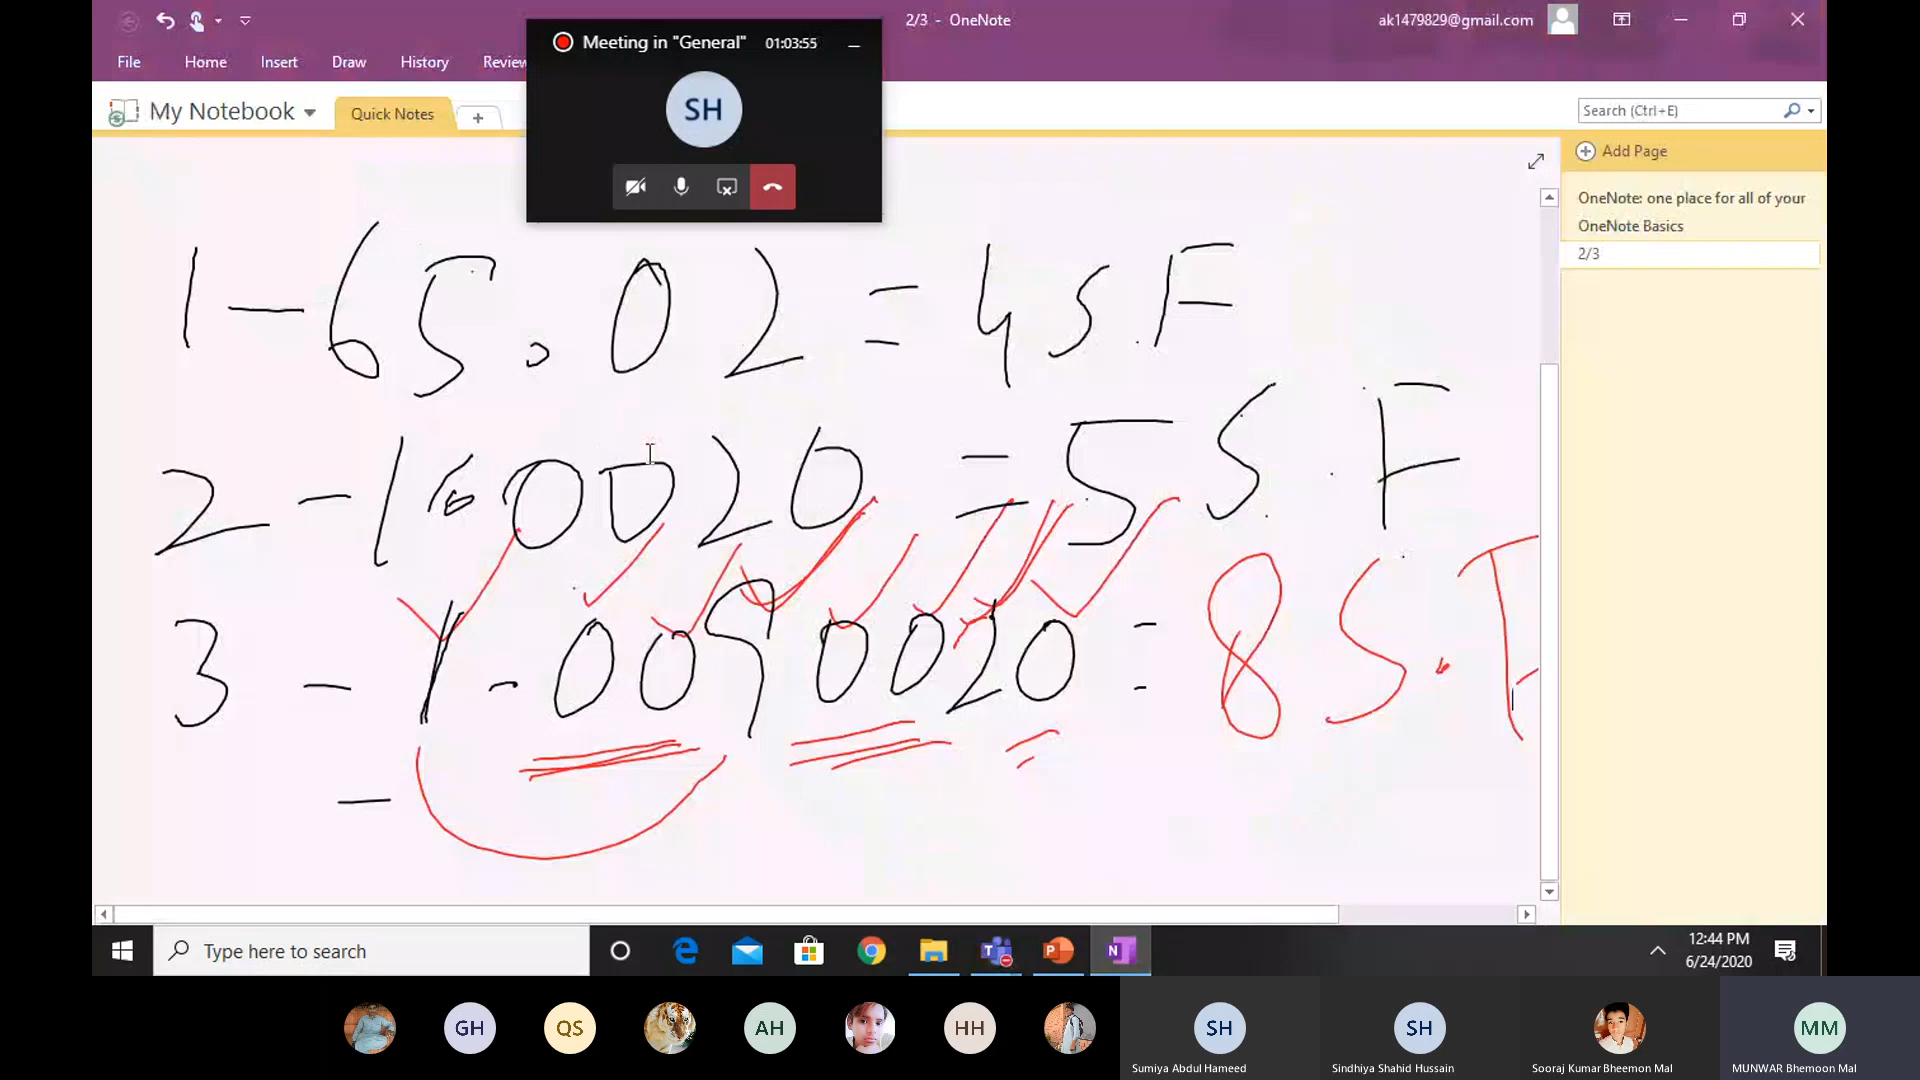 2/3 - OneNote
ak1479829@gmail.com
Meeting in "General" 01:03:55
SH
File Home Insert Draw History Review
My Notebook
Quick Notes
Search (Ctrl+E)
Add Page
OneNote: one place for all of your
OneNote Basics
2/3
1 - 65.02 = 4 S.F
2 - 1.0020 = 5 S.F
3 - 1.0090020 = 8 S.F
-
Type here to search
12:44 PM
6/24/2020
GH QS AH HH SH SH MM
Sumiya Abdul Hameed
Sindhiya Shahid Hussain
Sooraj Kumar Bheemon Mal
MUNWAR Bhemoon Mal